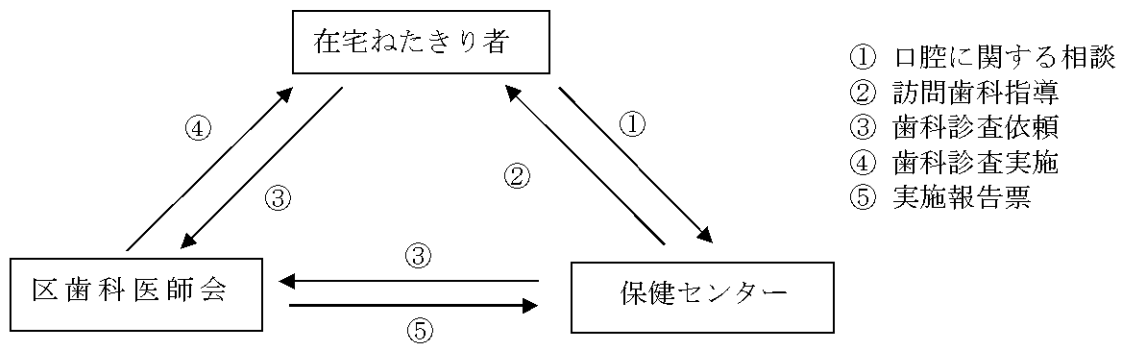 在宅ねたきり者
① 口腔に関する相談
② 訪問歯科指導
③ 歯科診査依頼
④ 歯科診査実施
⑤ 実施報告票
④
①
②
③
③
区歯科医師会
保健センター
⑤